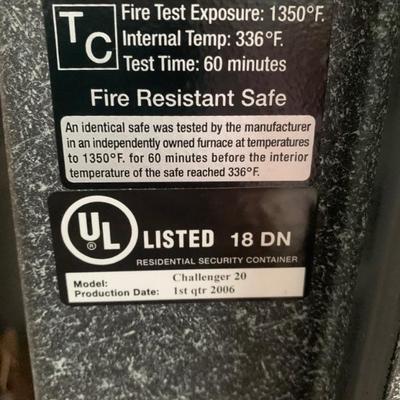 TC
Fire Test Exposure: 1350°F.
Internal Temp: 336°F.
Test Time: 60 minutes
Fire Resistant Safe
An identical safe was tested by the manufacturer
in an independently owned furnace at temperatures
to 1350°F. for 60 minutes before the interior
temperature of the safe reached 336°F.
UL® LISTED 18 DN
RESIDENTIAL SECURITY CONTAINER
Model: Challenger 20
Production Date: 1st qtr 2006